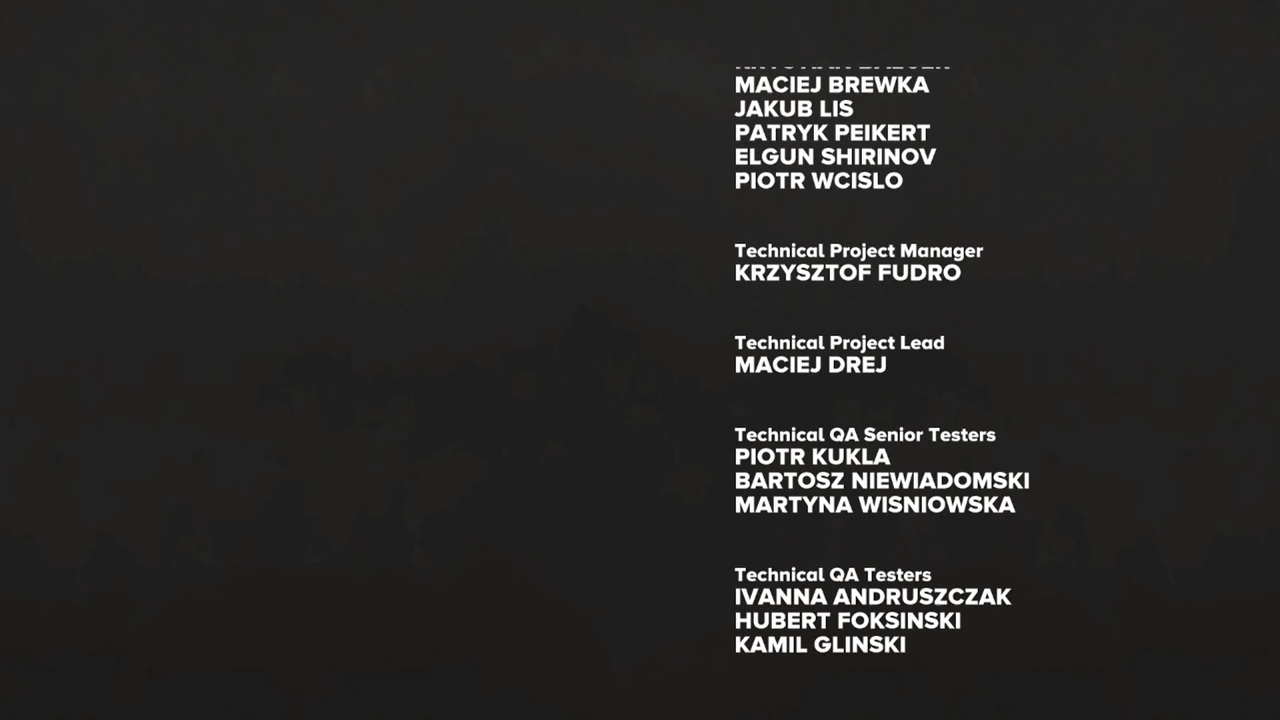 MACIEJ BREWKA
JAKUB LIS
PATRYK PEIKERT
ELGUN SHIRINOV
PIOTR WCISLO
Technical Project Manager
KRZYSZTOF FUDRO
Technical Project Lead
MACIEJ DREJ
Technical QA Senior Testers
PIOTR KUKLA
BARTOSZ NIEWIADOMSKI
MARTYNA WISNIOWSKA
Technical QA Testers
IVANNA ANDRUSZCZAK
HUBERT FOKSINSKI
KAMIL GLINSKI